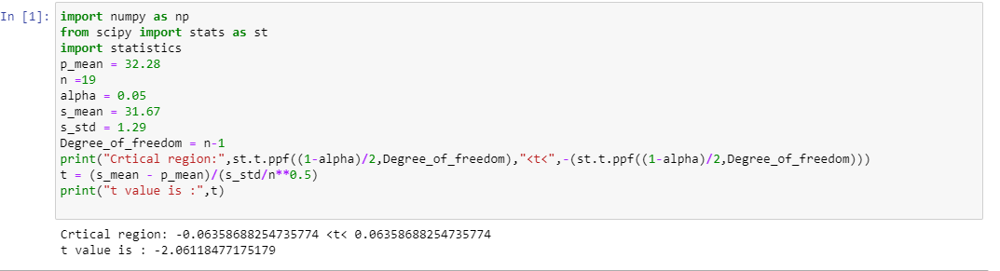 In [1]: import numpy as np
from scipy import stats as st
import statistics
p_mean = 32.28
n =19
alpha = 0.05
s_mean = 31.67
s_std = 1.29
Degree_of_freedom = n-1
print("Crtical region:",st.t.ppf((1-alpha)/2,Degree_of_freedom),"<t<",-(st.t.ppf((1-alpha)/2,Degree_of_freedom)))
t = (s_mean - p_mean)/(s_std/n**0.5)
print("t value is :",t)
Crtical region: -0.06358688254735774 <t< 0.06358688254735774
t value is : -2.06118477175179